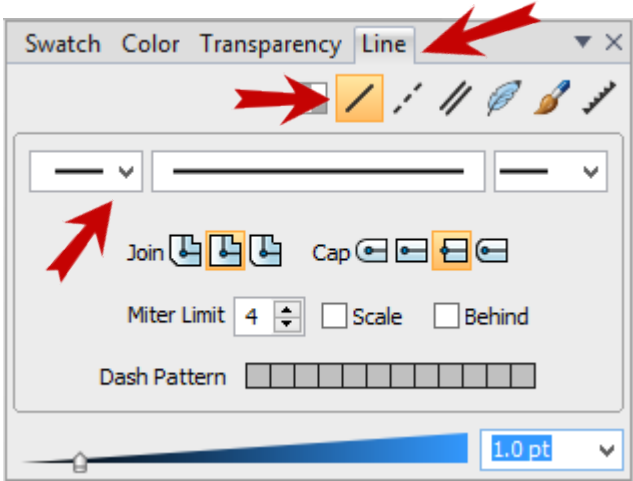 Swatch Color Transparency Line
Join Cap
Miter Limit 4 Scale Behind
Dash Pattern
1.0 pt